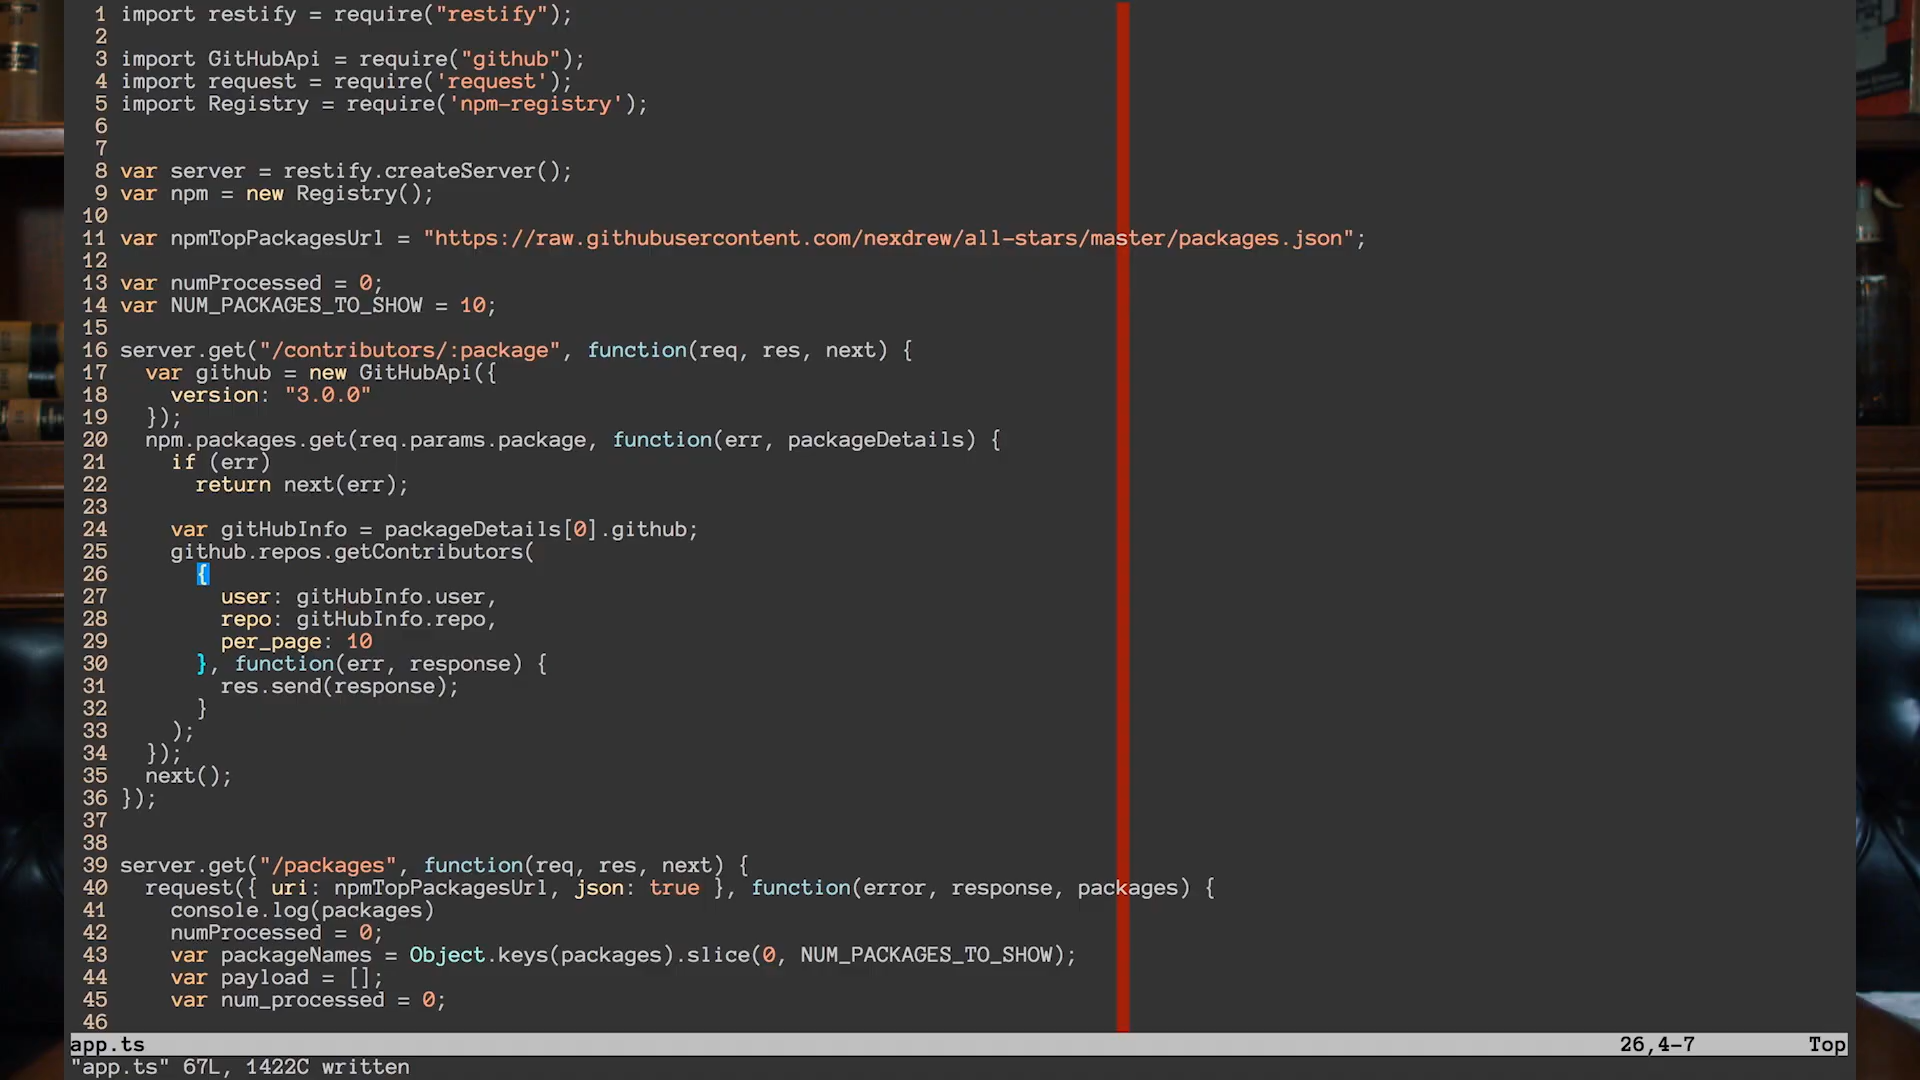 1 import restify = require("restify");
2
3 import GitHubApi = require("github");
4 import request = require('request');
5 import Registry = require('npm-registry');
6
7
8 var server = restify.createServer();
9 var npm = new Registry();
10
11 var npmTopPackagesUrl = "https://raw.githubusercontent.com/nexdrew/all-stars/master/packages.json";
12
13 var numProcessed = 0;
14 var NUM_PACKAGES_TO_SHOW = 10;
15
16 server.get("/contributors/:package", function(req, res, next) {
17   var github = new GitHubApi({
18     version: "3.0.0"
19   });
20   npm.packages.get(req.params.package, function(err, packageDetails) {
21     if (err)
22       return next(err);
23
24     var gitHubInfo = packageDetails[0].github;
25     github.repos.getContributors(
26       {
27         user: gitHubInfo.user,
28         repo: gitHubInfo.repo,
29         per_page: 10
30       }, function(err, response) {
31         res.send(response);
32       }
33     );
34   });
35   next();
36 });
37
38
39 server.get("/packages", function(req, res, next) {
40   request({ uri: npmTopPackagesUrl, json: true }, function(error, response, packages) {
41     console.log(packages)
42     numProcessed = 0;
43     var packageNames = Object.keys(packages).slice(0, NUM_PACKAGES_TO_SHOW);
44     var payload = [];
45     var num_processed = 0;
46
app.ts 26,4-7 Top
"app.ts" 67L, 1422C written